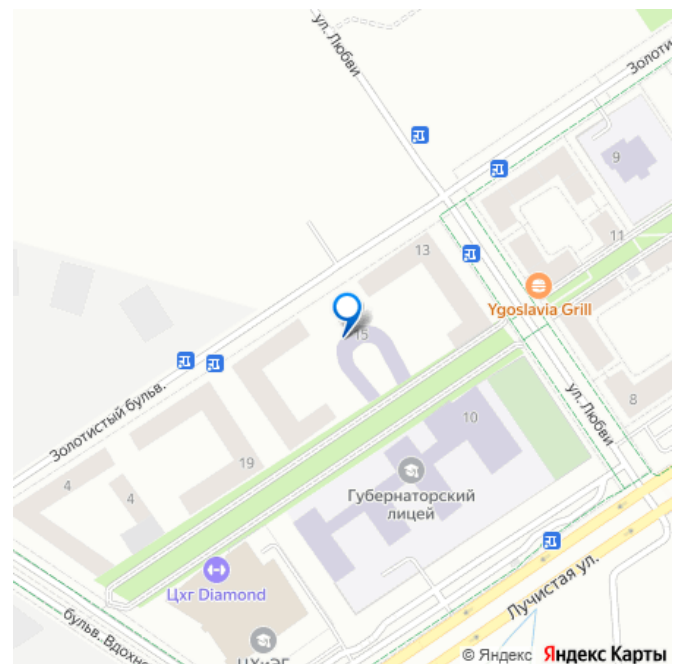 ул. Любви
Золоти
9
13
11
Ygoslavia Grill
15
ул. Любви
8
Золотистый бульв.
10
19
4
4
Губернаторский
лицей
Цхг Diamond
Лучистая ул.
бульв. Вдохно
ЦХиЭГ
© Яндекс Яндекс Карты